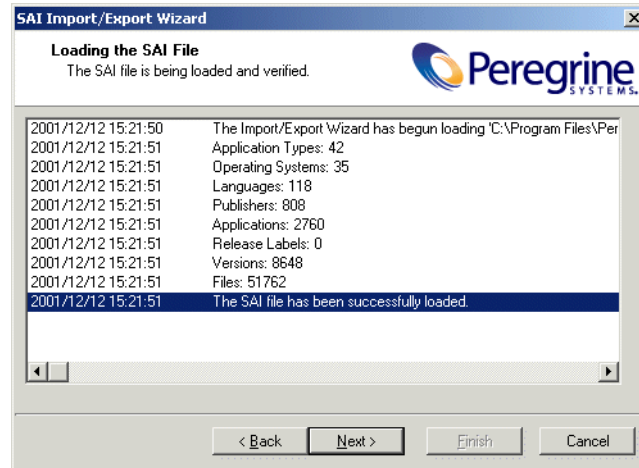 SAI Import/Export Wizard
Loading the SAI File
The SAI file is being loaded and verified.
Peregrine
SYSTEMS.
2001/12/12 15:21:50 The Import/Export Wizard has begun loading 'C:\Program Files\Per
2001/12/12 15:21:51 Application Types: 42
2001/12/12 15:21:51 Operating Systems: 35
2001/12/12 15:21:51 Languages: 118
2001/12/12 15:21:51 Publishers: 808
2001/12/12 15:21:51 Applications: 2760
2001/12/12 15:21:51 Release Labels: 0
2001/12/12 15:21:51 Versions: 8648
2001/12/12 15:21:51 Files: 51762
2001/12/12 15:21:51 The SAI file has been successfully loaded.
< Back Next > Finish Cancel